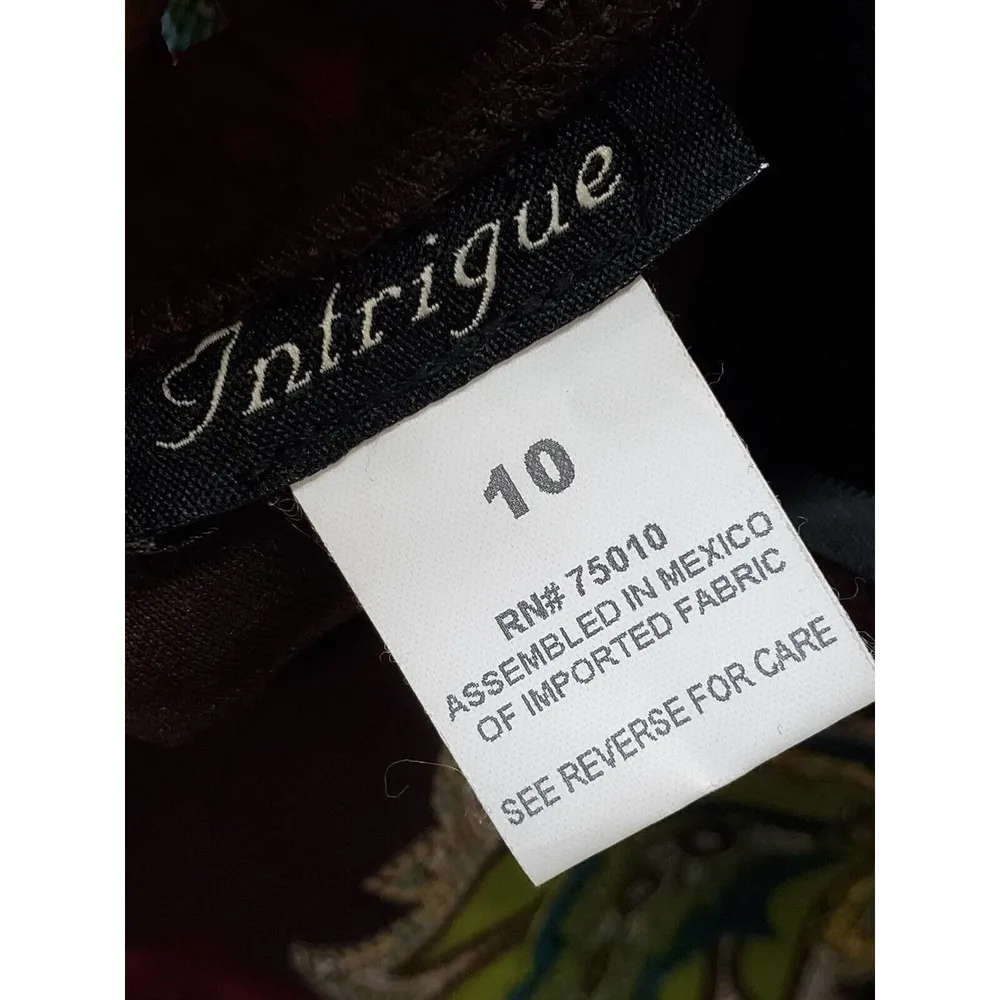 Intrigue
10
RN# 75010
ASSEMBLED IN MEXICO
OF IMPORTED FABRIC
SEE REVERSE FOR CARE